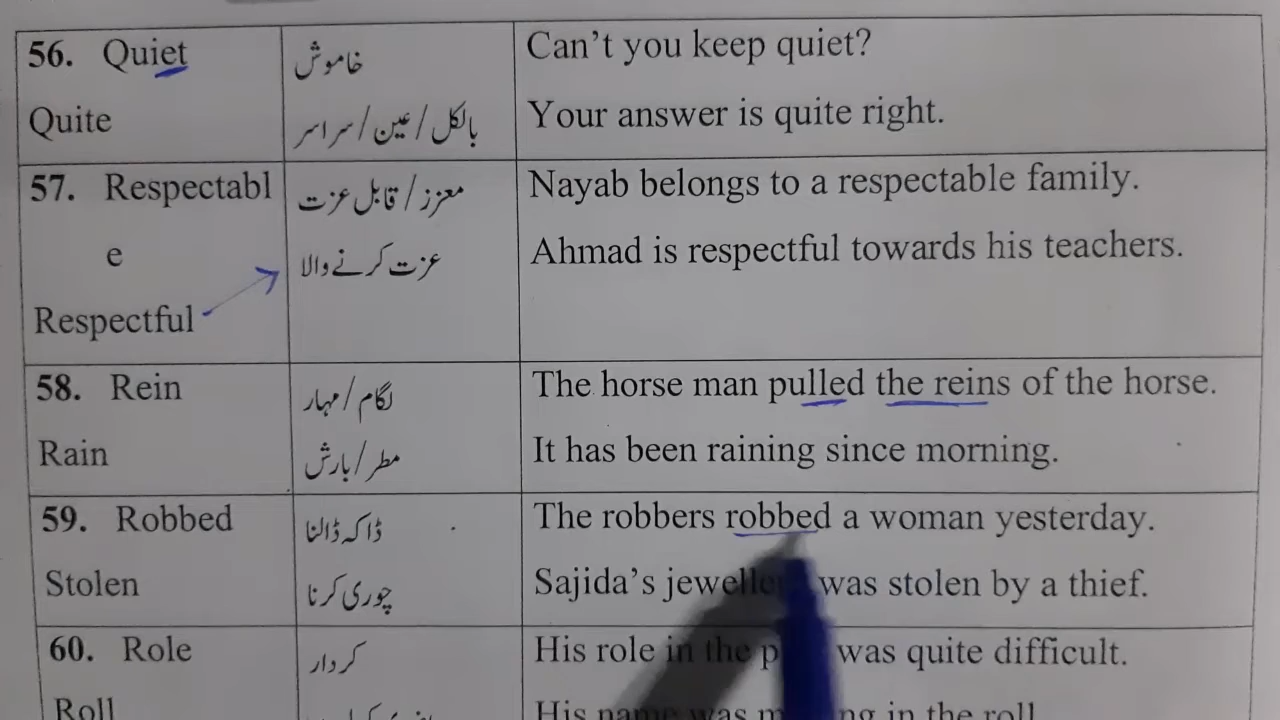 56. Quiet خاموش Can't you keep quiet?
Quite بالکل/عین/سراسر Your answer is quite right.
57. Respectabl معزز/قابل عزت Nayab belongs to a respectable family.
e عزت کرنے والا Ahmad is respectful towards his teachers.
Respectful
58. Rein لگام/مہار The horse man pulled the reins of the horse.
Rain مطر/بارش It has been raining since morning.
59. Robbed ڈاکہ ڈالنا The robbers robbed a woman yesterday.
Stolen چوری کرنا Sajida's was stolen by a thief.
60. Role کردار His role in the was quite difficult.
Roll His name was in the roll